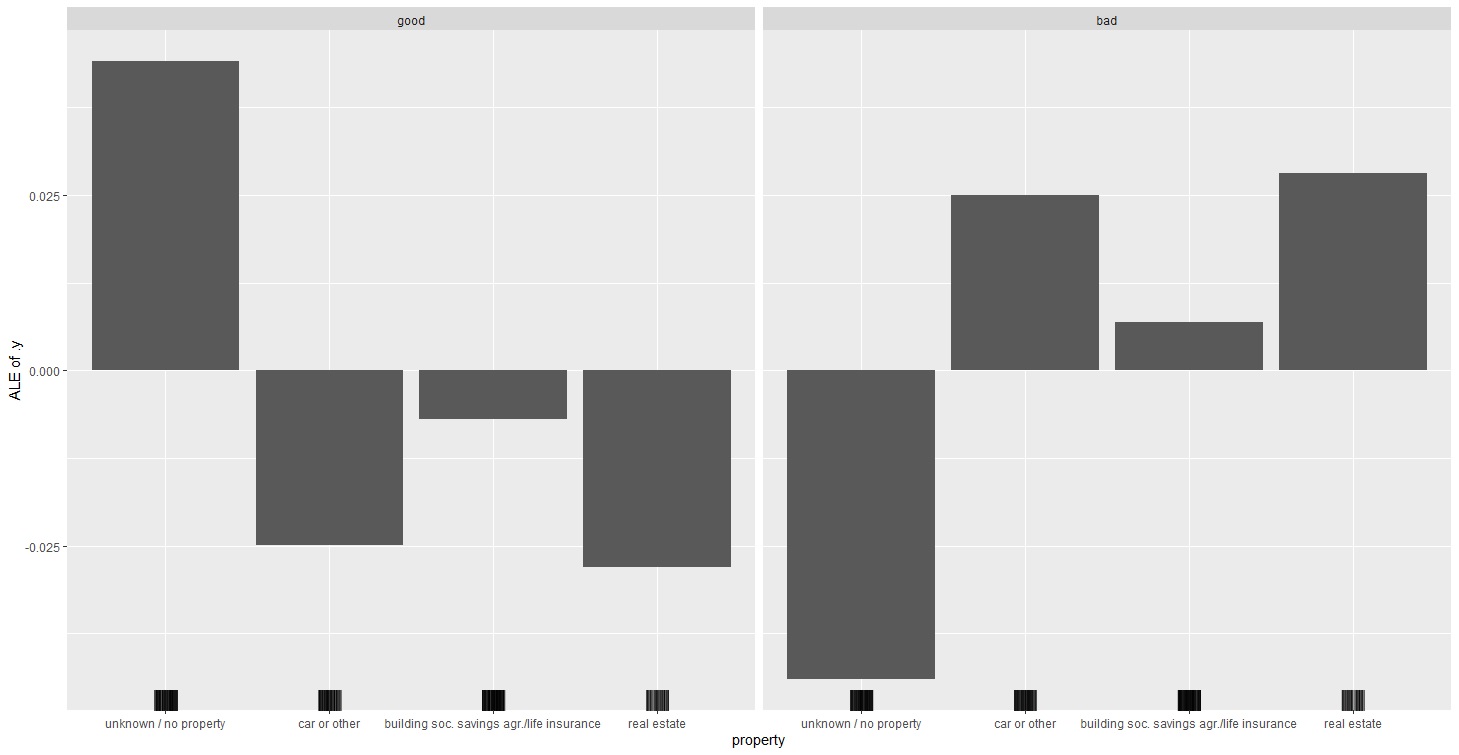 good
bad
ALE of .y
0.025
0.000
-0.025
unknown / no property
car or other
building soc. savings agr./life insurance
real estate
unknown / no property
car or other
building soc. savings agr./life insurance
real estate
property